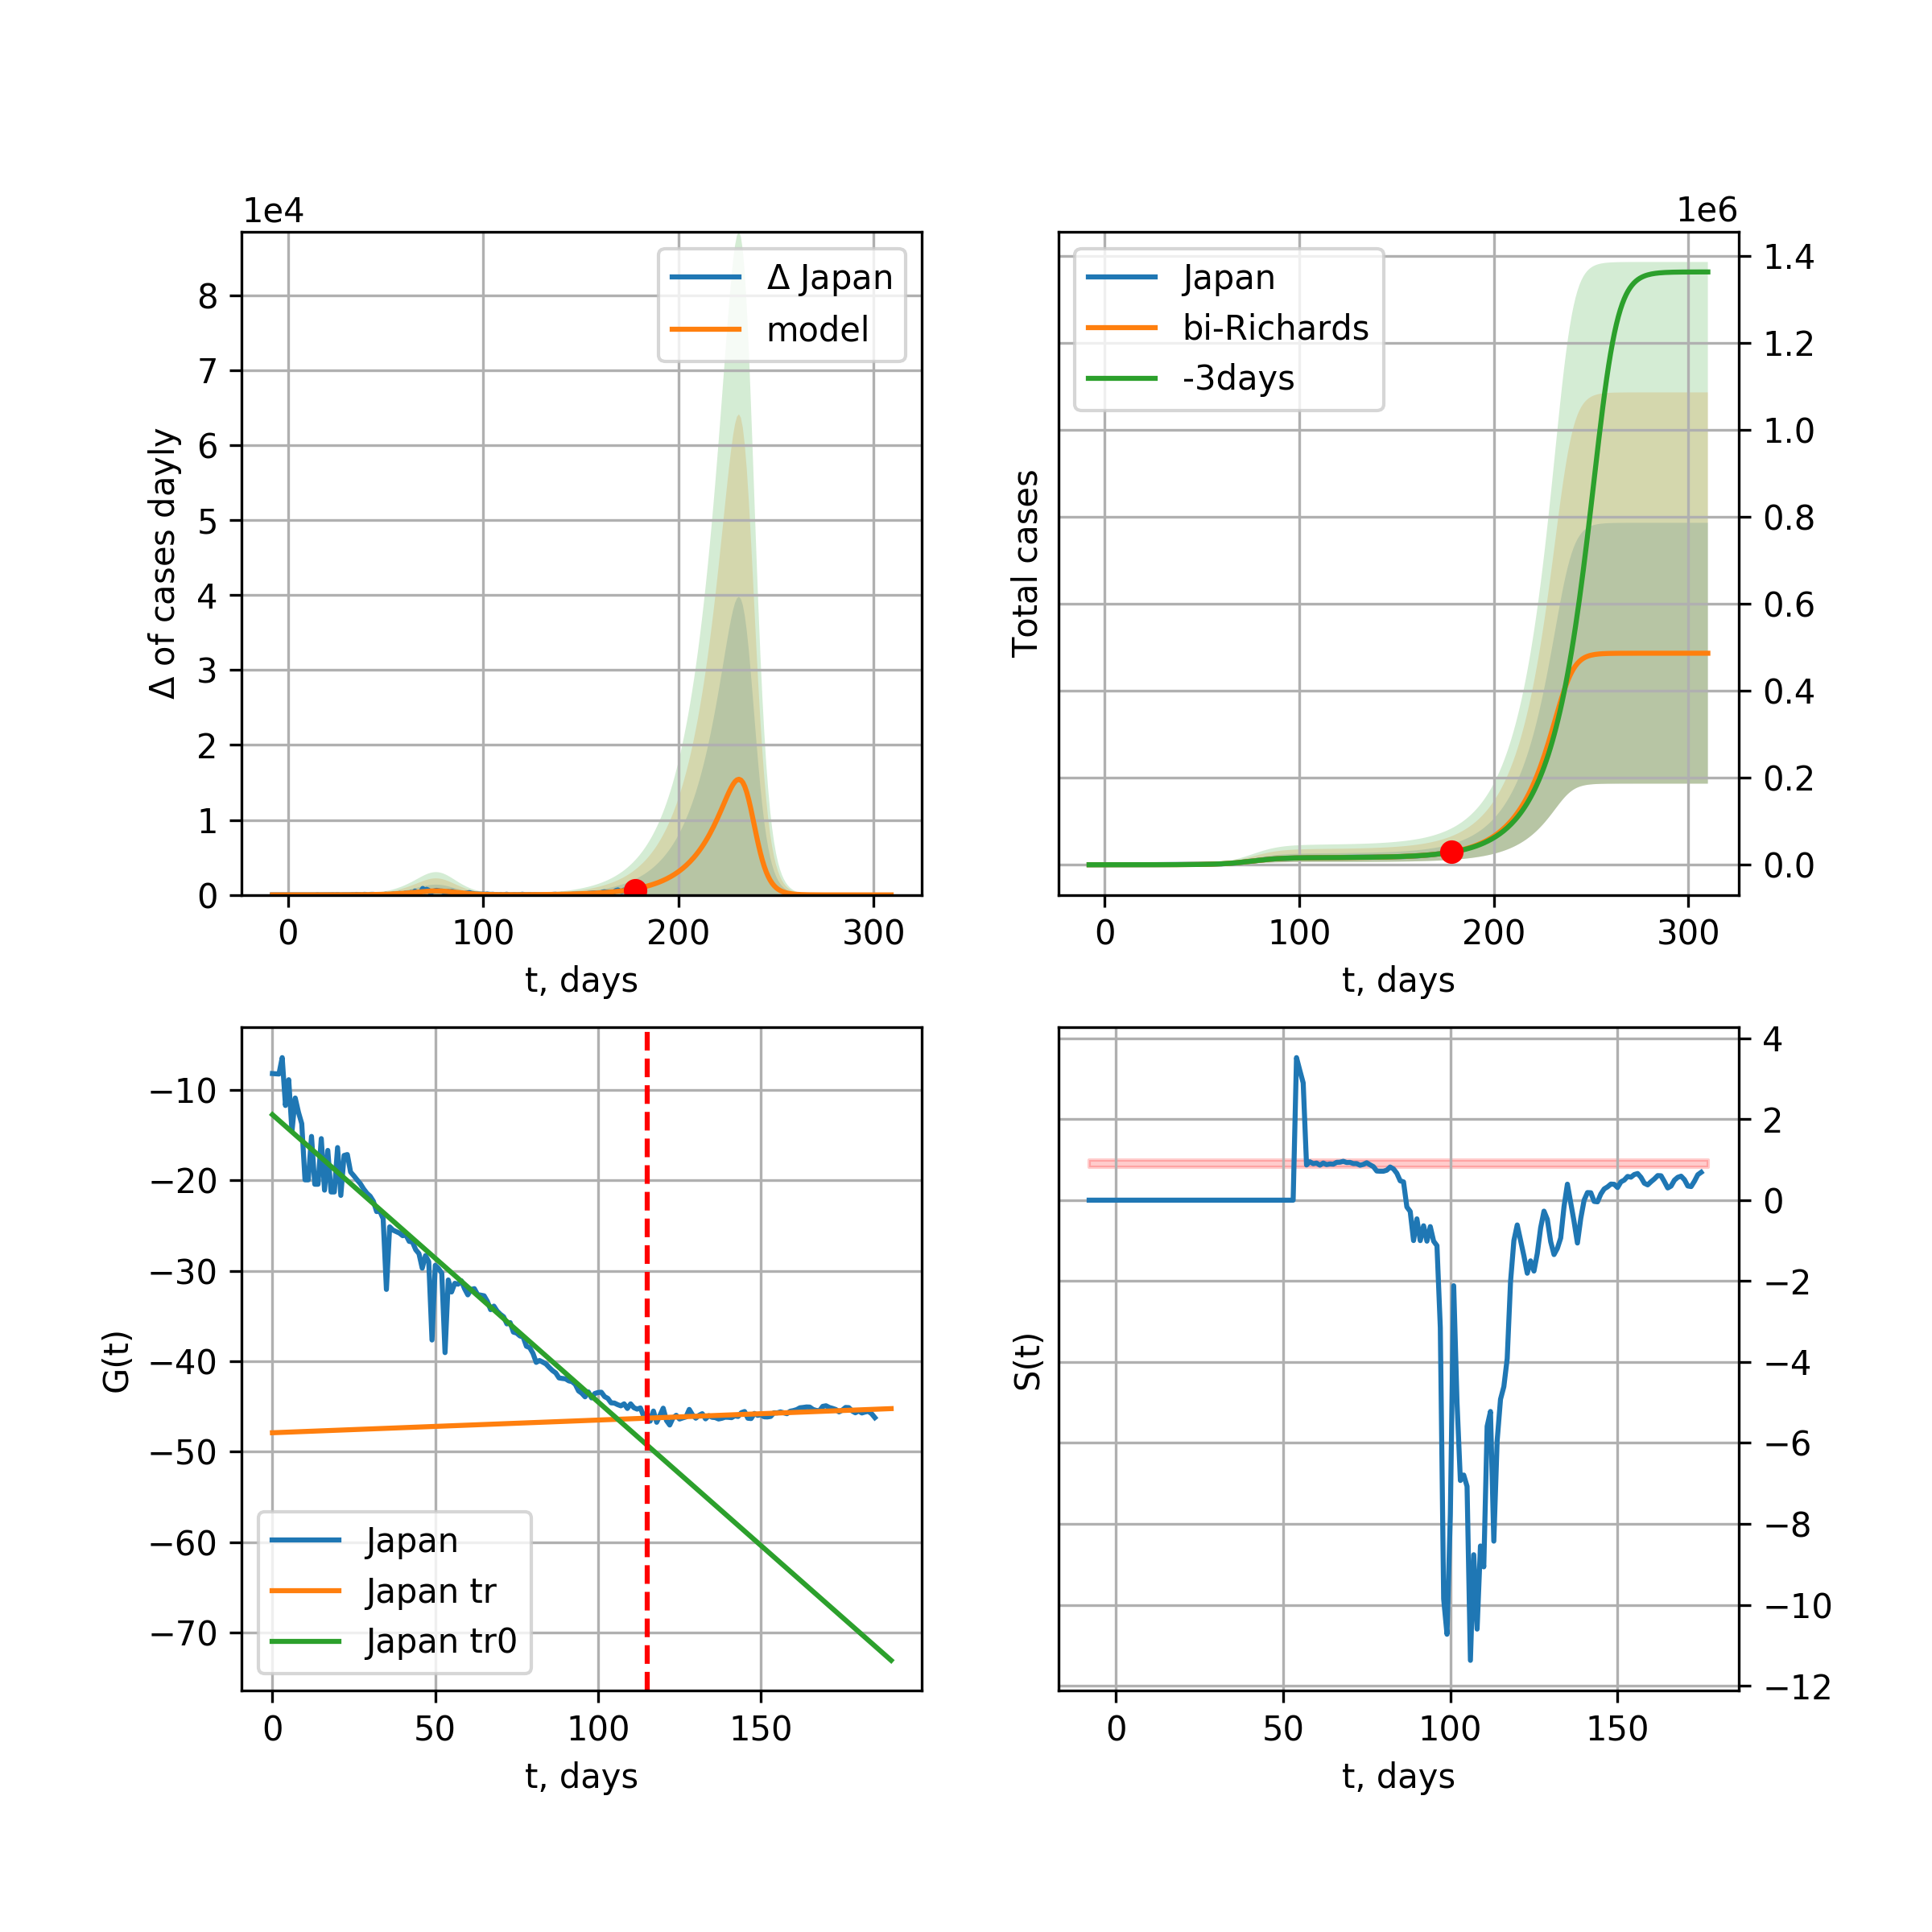 1e4
Δ of cases dayly
8
7
6
5
4
3
2
1
0
0
100
200
300
t, days
Δ Japan
model
1e6
Total cases
1.4
1.2
1.0
0.8
0.6
0.4
0.2
0.0
0
100
200
300
t, days
Japan
bi-Richards
-3days
G(t)
−10
−20
−30
−40
−50
−60
−70
0
50
100
150
t, days
Japan
Japan tr
Japan tr0
S(t)
4
2
0
−2
−4
−6
−8
−10
−12
0
50
100
150
t, days